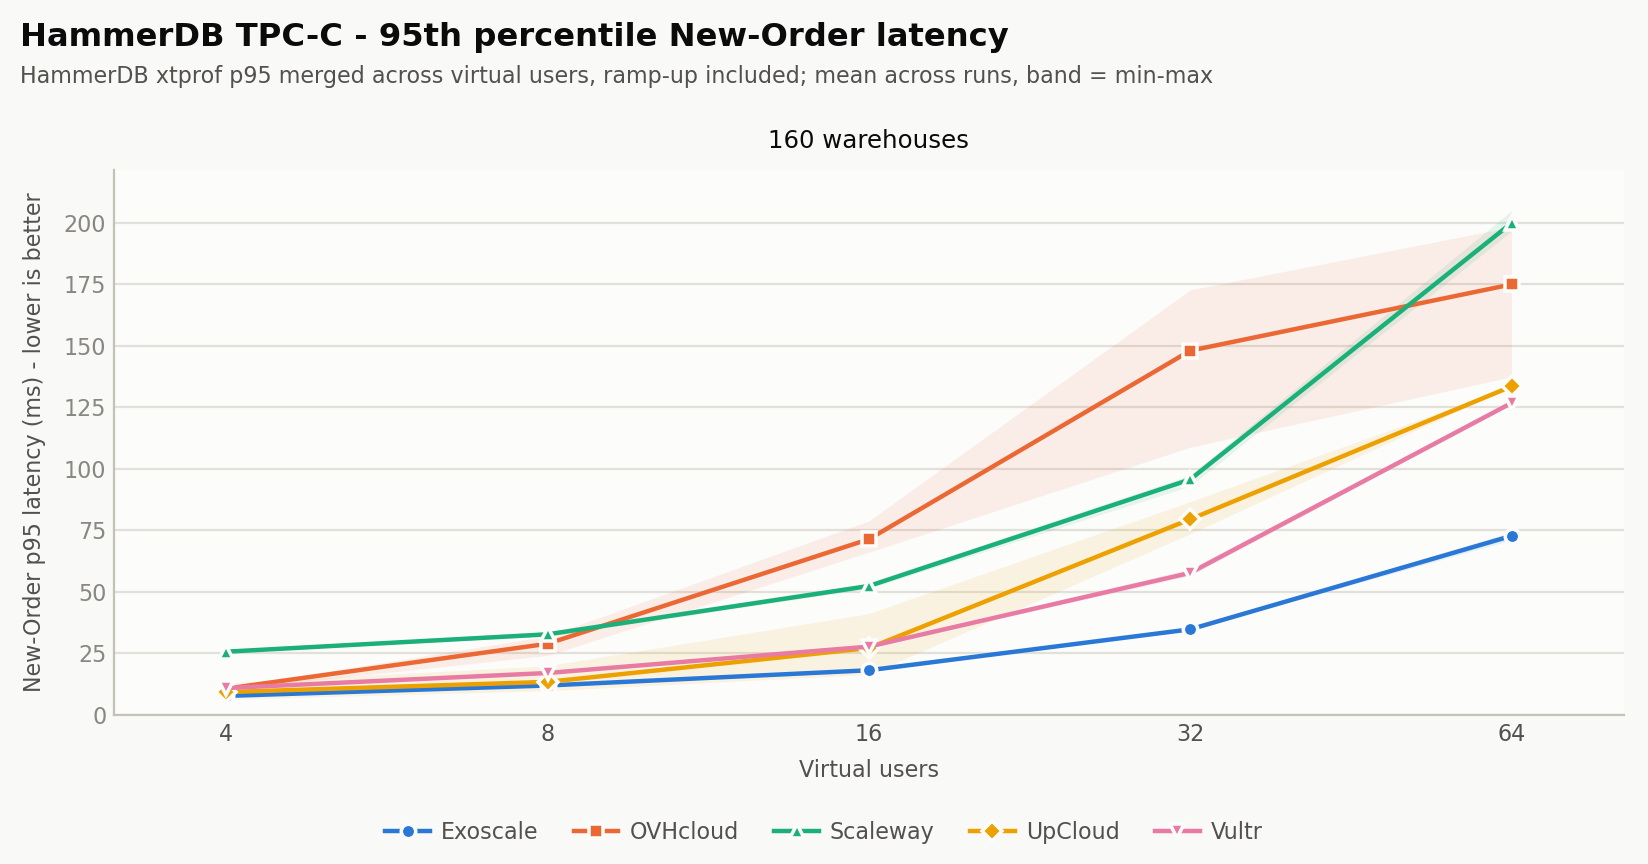 HammerDB TPC-C - 95th percentile New-Order latency
HammerDB xtprof p95 merged across virtual users, ramp-up included; mean across runs, band = min-max
160 warehouses
New-Order p95 latency (ms) - lower is better
200
175
150
125
100
75
50
25
0
4 8 16 32 64
Virtual users
Exoscale OVHcloud Scaleway UpCloud Vultr